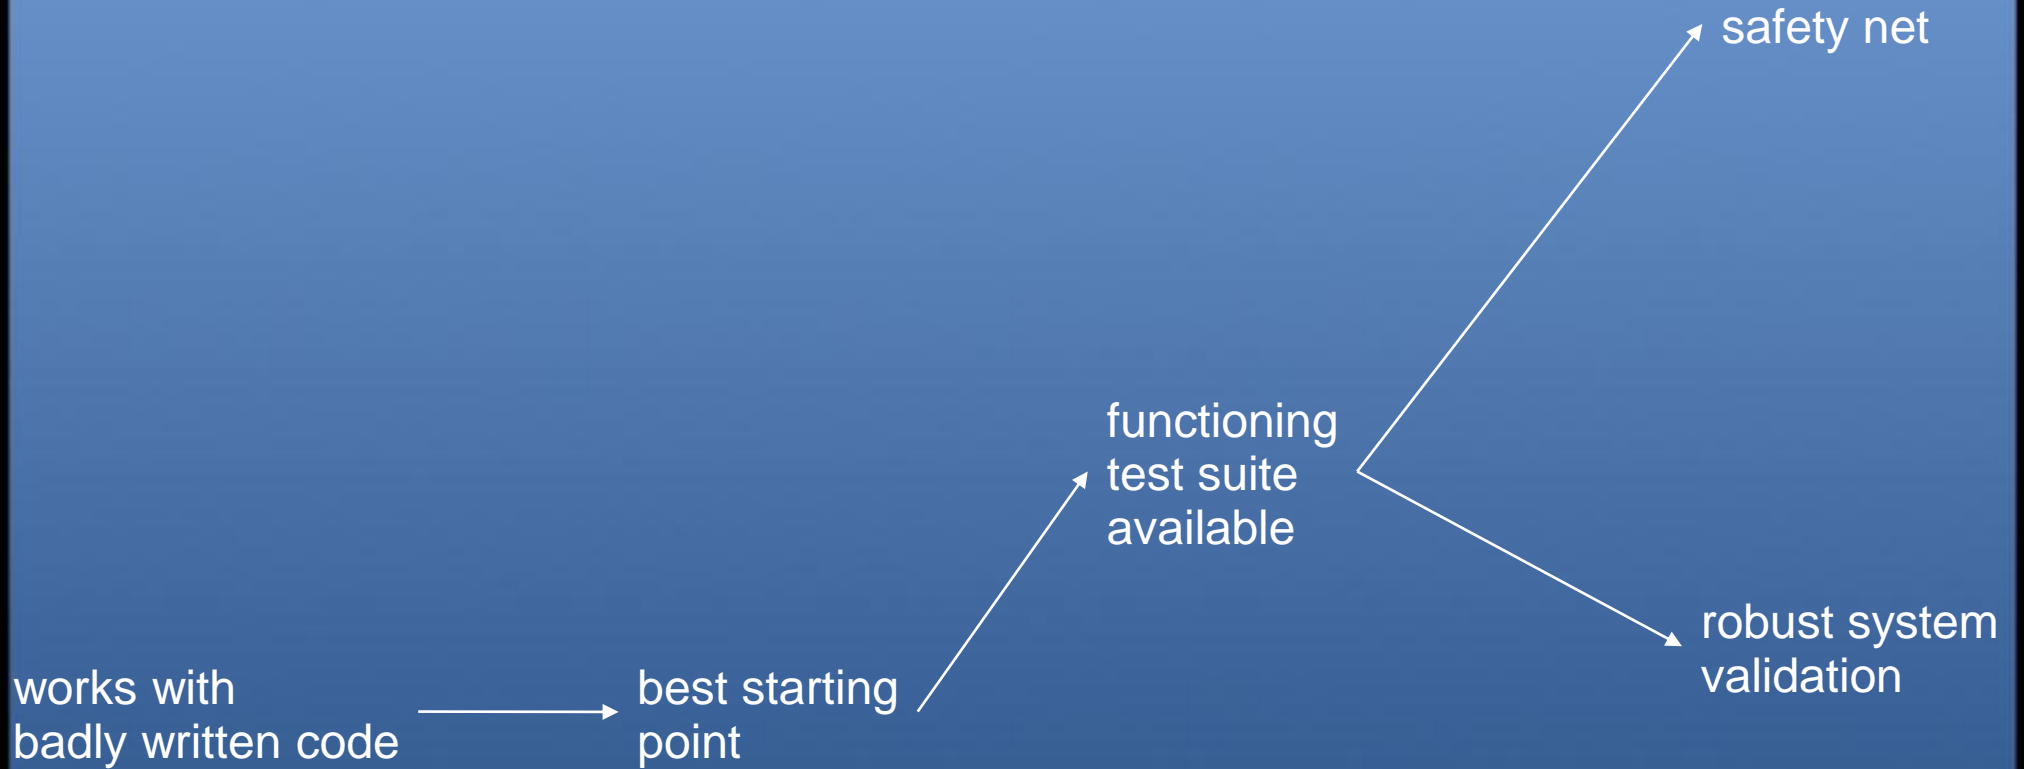 safety net
functioning
test suite
available
robust system
validation
works with
badly written code
best starting
point